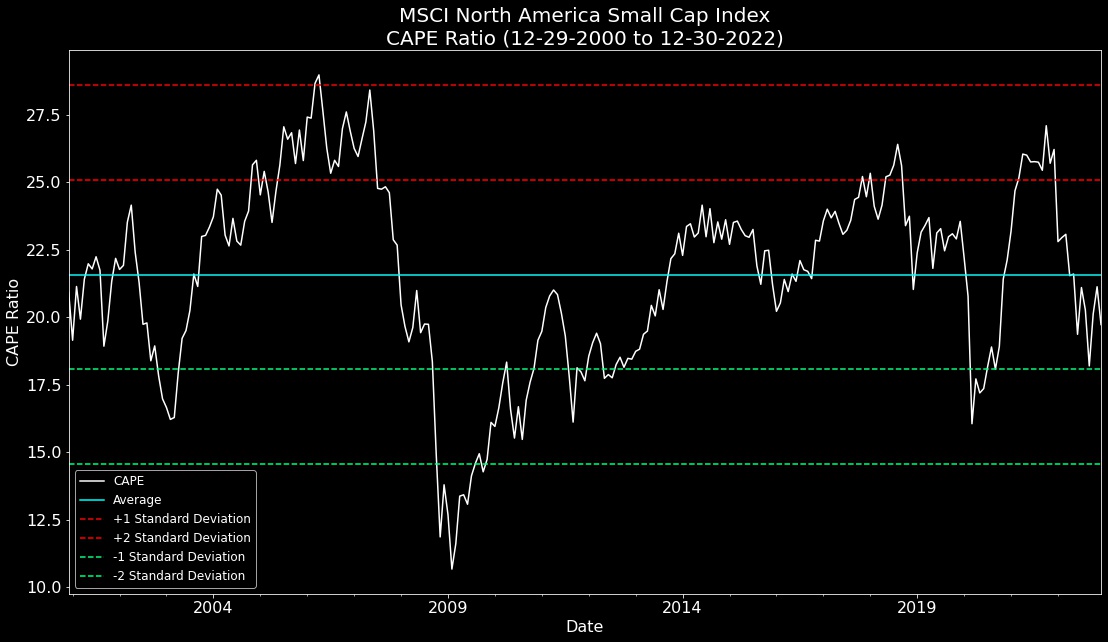 MSCI North America Small Cap Index
CAPE Ratio (12-29-2000 to 12-30-2022)
CAPE Ratio
27.5
25.0
22.5
20.0
17.5
15.0
12.5
10.0
CAPE
Average
+1 Standard Deviation
+2 Standard Deviation
-1 Standard Deviation
-2 Standard Deviation
2004
2009
2014
2019
Date